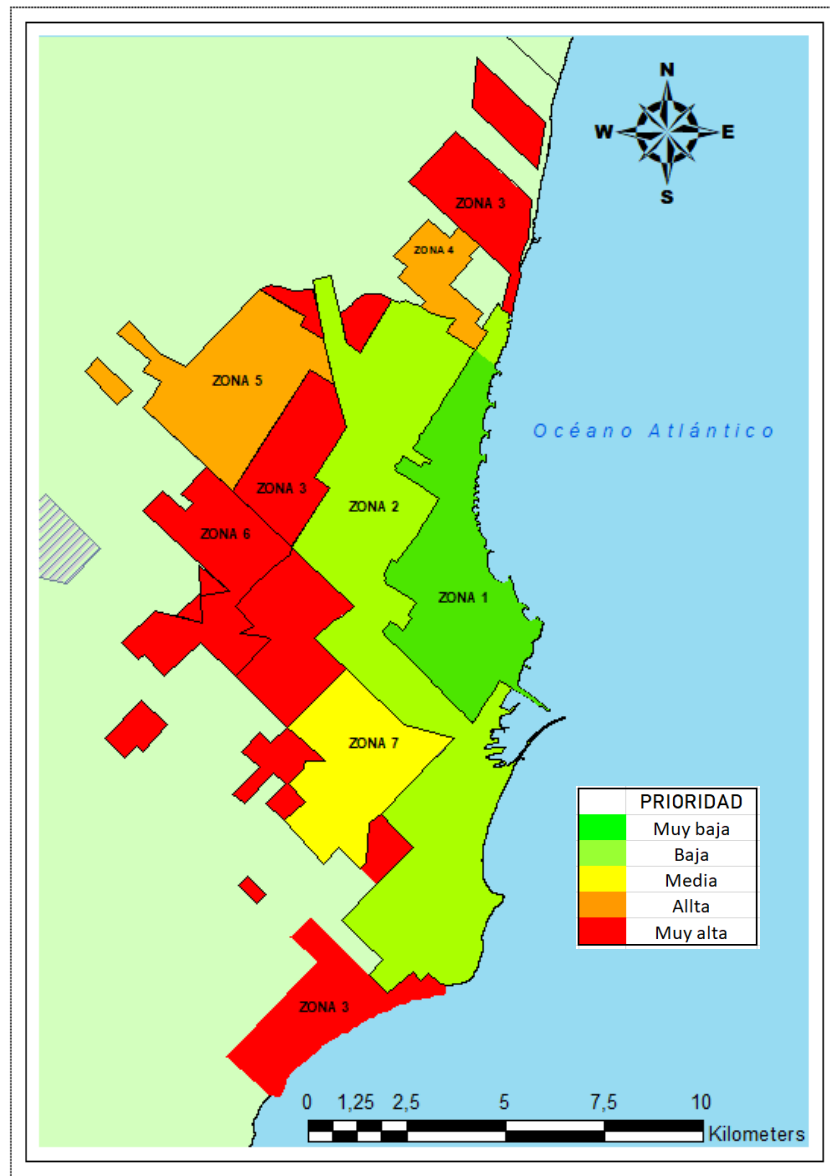 N
W E
S
ZONA 3
ZONA 4
ZONA 5
Océano Atlántico
ZONA 3
ZONA 2
ZONA 6
ZONA 1
ZONA 7
PRIORIDAD
Muy baja
Baja
Media
Allta
Muy alta
ZONA 3
0 1,25 2,5 5 7,5 10
Kilometers